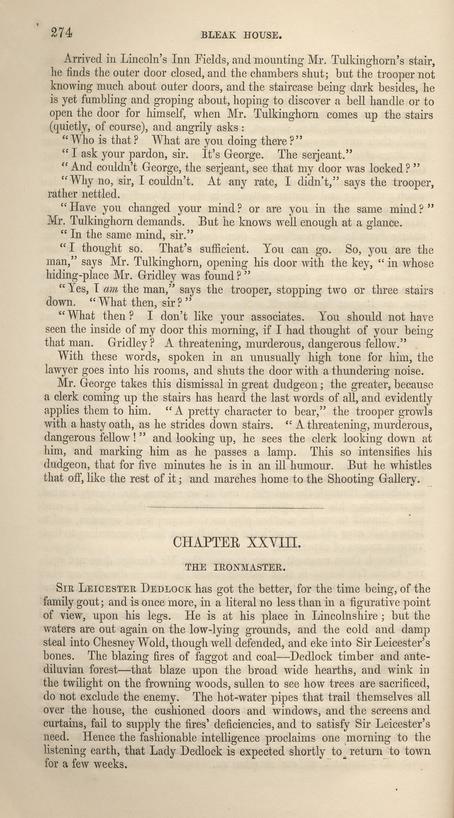 274 BLEAK HOUSE.
Arrived in Lincoln's Inn Fields, and mounting Mr. Tulkinghorn's stair,
he finds the outer door closed, and the chambers shut; but the trooper not
knowing much about outer doors, and the staircase being dark besides, he
is yet fumbling and groping about, hoping to discover a bell handle or to
open the door for himself, when Mr. Tulkinghorn comes up the stairs
(quietly, of course), and angrily asks:
"Who is that? What are you doing there?"
"I ask your pardon, sir. It's George. The serjeant."
"And couldn't George, the serjeant, see that my door was locked?"
"Why no, sir, I couldn't. At any rate, I didn't," says the trooper,
rather nettled.
"Have you changed your mind? or are you in the same mind?"
Mr. Tulkinghorn demands. But he knows well enough at a glance.
"In the same mind, sir."
"I thought so. That's sufficient. You can go. So, you are the
man," says Mr. Tulkinghorn, opening his door with the key, "in whose
hiding-place Mr. Gridley was found?"
"Yes, I am the man," says the trooper, stopping two or three stairs
down. "What then, sir?"
"What then? I don't like your associates. You should not have
seen the inside of my door this morning, if I had thought of your being
that man. Gridley? A threatening, murderous, dangerous fellow."
With these words, spoken in an unusually high tone for him, the
lawyer goes into his rooms, and shuts the door with a thundering noise.
Mr. George takes this dismissal in great dudgeon; the greater, because
a clerk coming up the stairs has heard the last words of all, and evidently
applies them to him. "A pretty character to bear," the trooper growls
with a hasty oath, as he strides down stairs. "A threatening, murderous,
dangerous fellow!" and looking up, he sees the clerk looking down at
him, and marking him as he passes a lamp. This so intensifies his
dudgeon, that for five minutes he is in an ill humour. But he whistles
that off, like the rest of it; and marches home to the Shooting Gallery.
CHAPTER XXVIII.
THE IRONMASTER.
SIR LEICESTER DEDLOCK has got the better, for the time being, of the
family gout; and is once more, in a literal no less than in a figurative point
of view, upon his legs. He is at his place in Lincolnshire; but the
waters are out again on the low-lying grounds, and the cold and damp
steal into Chesney Wold, though well defended, and eke into Sir Leicester's
bones. The blazing fires of faggot and coal—Dedlock timber and ante-
diluvian forest—that blaze upon the broad wide hearths, and wink in
the twilight on the frowning woods, sullen to see how trees are sacrificed,
do not exclude the enemy. The hot-water pipes that trail themselves all
over the house, the cushioned doors and windows, and the screens and
curtains, fail to supply the fires' deficiencies, and to satisfy Sir Leicester's
need. Hence the fashionable intelligence proclaims one morning to the
listening earth, that Lady Dedlock is expected shortly to return to town
for a few weeks.